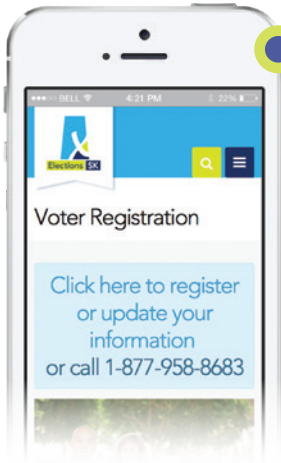 BELL 4:21 PM 22%
Elections SK
Voter Registration
Click here to register
or update your
information
or call 1-877-958-8683